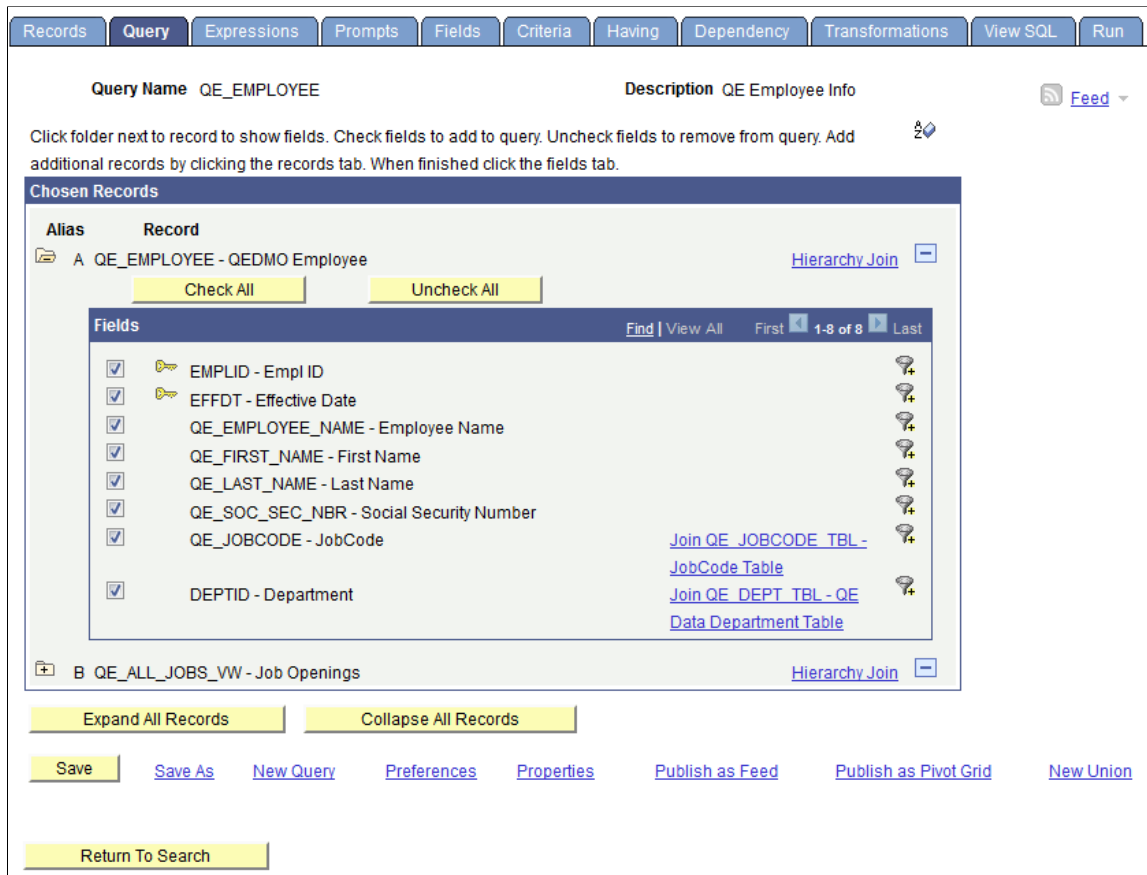 Records Query Expressions Prompts Fields Criteria Having Dependency Transformations View SQL Run
Query Name QE_EMPLOYEE Description QE Employee Info
Feed
Click folder next to record to show fields. Check fields to add to query. Uncheck fields to remove from query. Add
additional records by clicking the records tab. When finished click the fields tab.
Chosen Records
Alias Record
A QE_EMPLOYEE - QEDMO Employee Hierarchy Join
Check All Uncheck All
Fields Find | View All First 1-8 of 8 Last
EMPLID - Empl ID
EFFDT - Effective Date
QE_EMPLOYEE_NAME - Employee Name
QE_FIRST_NAME - First Name
QE_LAST_NAME - Last Name
QE_SOC_SEC_NBR - Social Security Number
QE_JOBCODE - JobCode Join QE_JOBCODE_TBL -
JobCode Table
DEPTID - Department Join QE_DEPT_TBL - QE
Data Department Table
B QE_ALL_JOBS_VW - Job Openings Hierarchy Join
Expand All Records Collapse All Records
Save Save As New Query Preferences Properties Publish as Feed Publish as Pivot Grid New Union
Return To Search